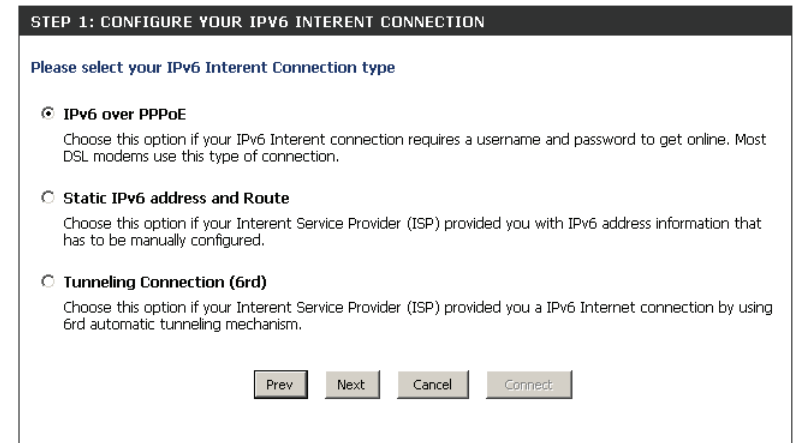 STEP 1: CONFIGURE YOUR IPV6 INTERENT CONNECTION
Please select your IPv6 Interent Connection type
IPv6 over PPPoE
Choose this option if your IPv6 Interent connection requires a username and password to get online. Most
DSL modems use this type of connection.
Static IPv6 address and Route
Choose this option if your Interent Service Provider (ISP) provided you with IPv6 address information that
has to be manually configured.
Tunneling Connection (6rd)
Choose this option if your Interent Service Provider (ISP) provided you a IPv6 Internet connection by using
6rd automatic tunneling mechanism.
Prev Next Cancel Connect